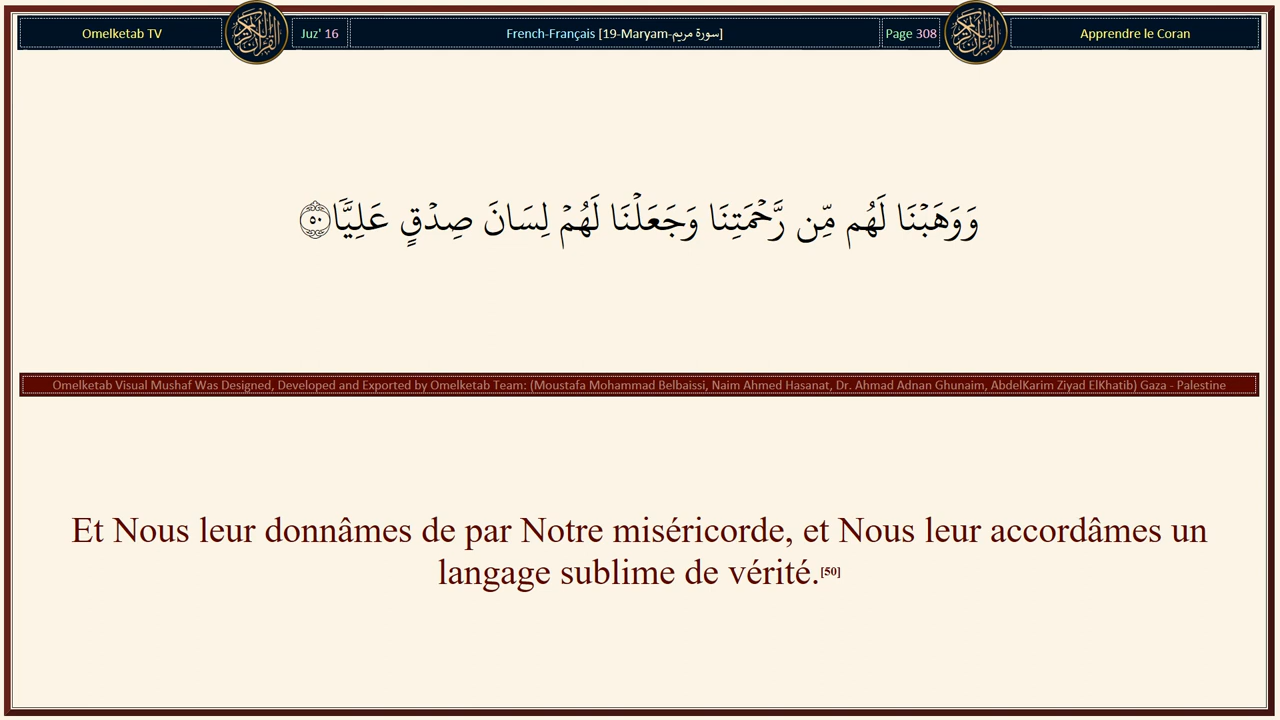 Omelketab TV
Juz' 16
French-Français [19-Maryam-سورة مريم]
Page 308
Apprendre le Coran
وَوَهَبْنَا لَهُم مِّن رَّحْمَتِنَا وَجَعَلْنَا لَهُمْ لِسَانَ صِدْقٍ عَلِيًّا ٥٠
Omelketab Visual Mushaf Was Designed, Developed and Exported by Omelketab Team: (Moustafa Mohammad Belbaissi, Naim Ahmed Hasanat, Dr. Ahmad Adnan Ghunaim, AbdelKarim Ziyad ElKhatib) Gaza - Palestine
Et Nous leur donnâmes de par Notre miséricorde, et Nous leur accordâmes un
langage sublime de vérité.[50]